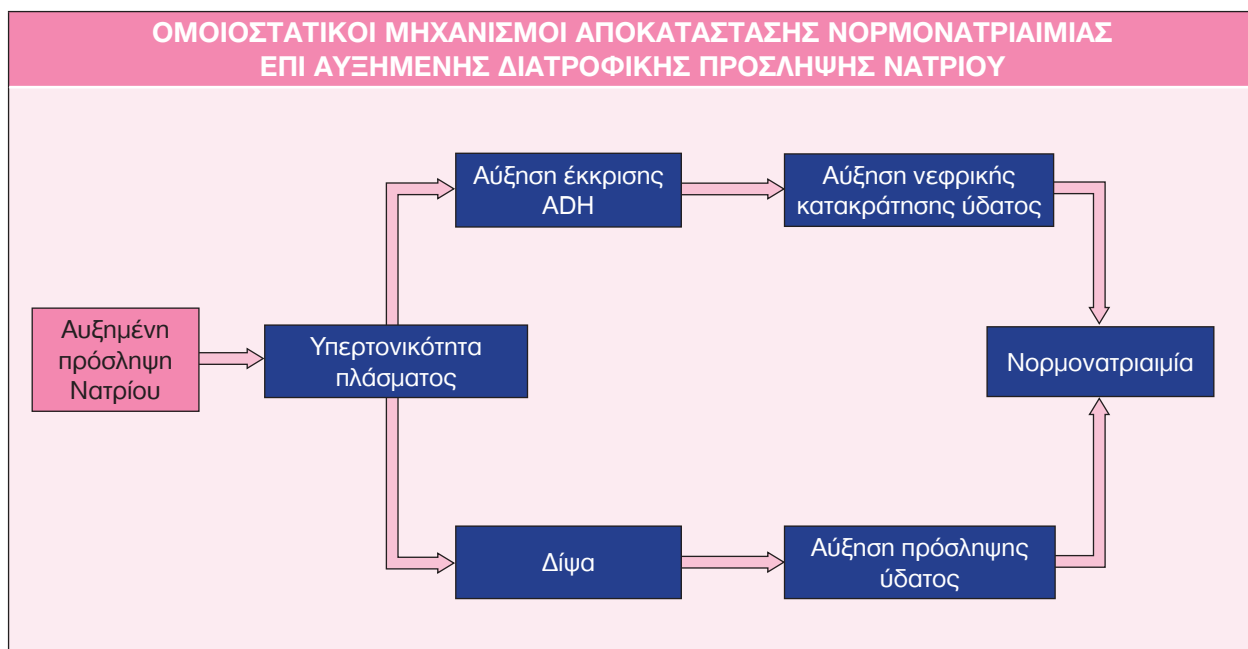 ΟΜΟΙΟΣΤΑΤΙΚΟΙ ΜΗΧΑΝΙΣΜΟΙ ΑΠΟΚΑΤΑΣΤΑΣΗΣ ΝΟΡΜΟΝΑΤΡΙΑΙΜΙΑΣ
ΕΠΙ ΑΥΞΗΜΕΝΗΣ ΔΙΑΤΡΟΦΙΚΗΣ ΠΡΟΣΛΗΨΗΣ ΝΑΤΡΙΟΥ
Αυξημένη
πρόσληψη
Νατρίου
Υπερτονικότητα
πλάσματος
Αύξηση έκκρισης
ADH
Αύξηση νεφρικής
κατακράτησης ύδατος
Δίψα
Αύξηση πρόσληψης
ύδατος
Νορμονατριαιμία